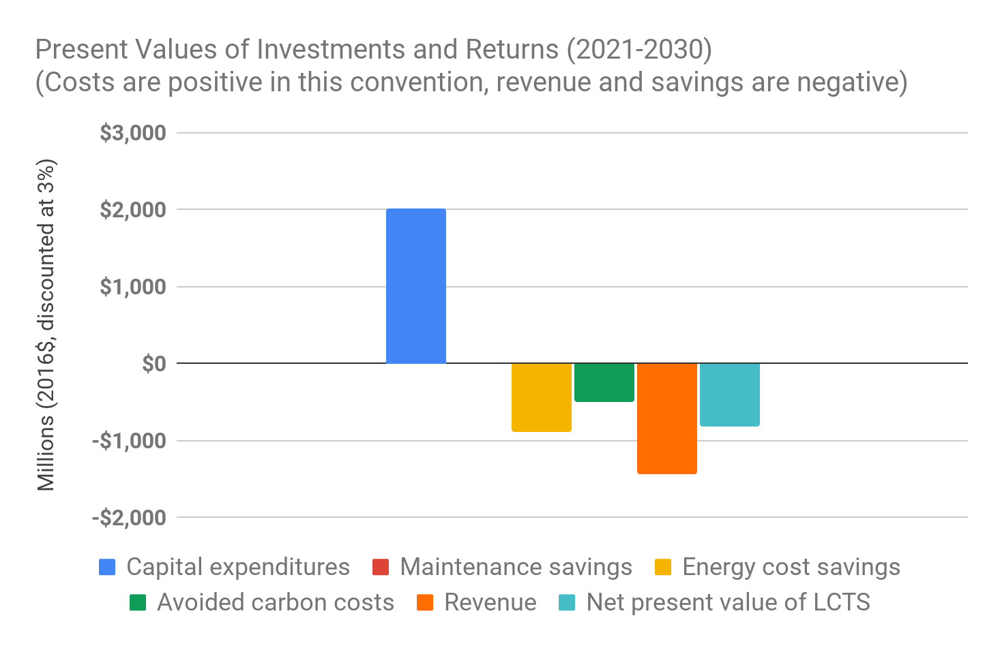 Present Values of Investments and Returns (2021-2030)
(Costs are positive in this convention, revenue and savings are negative)
Millions (2016$, discounted at 3%)
$3,000
$2,000
$1,000
$0
-$1,000
-$2,000
Capital expenditures Maintenance savings Energy cost savings
Avoided carbon costs Revenue Net present value of LCTS